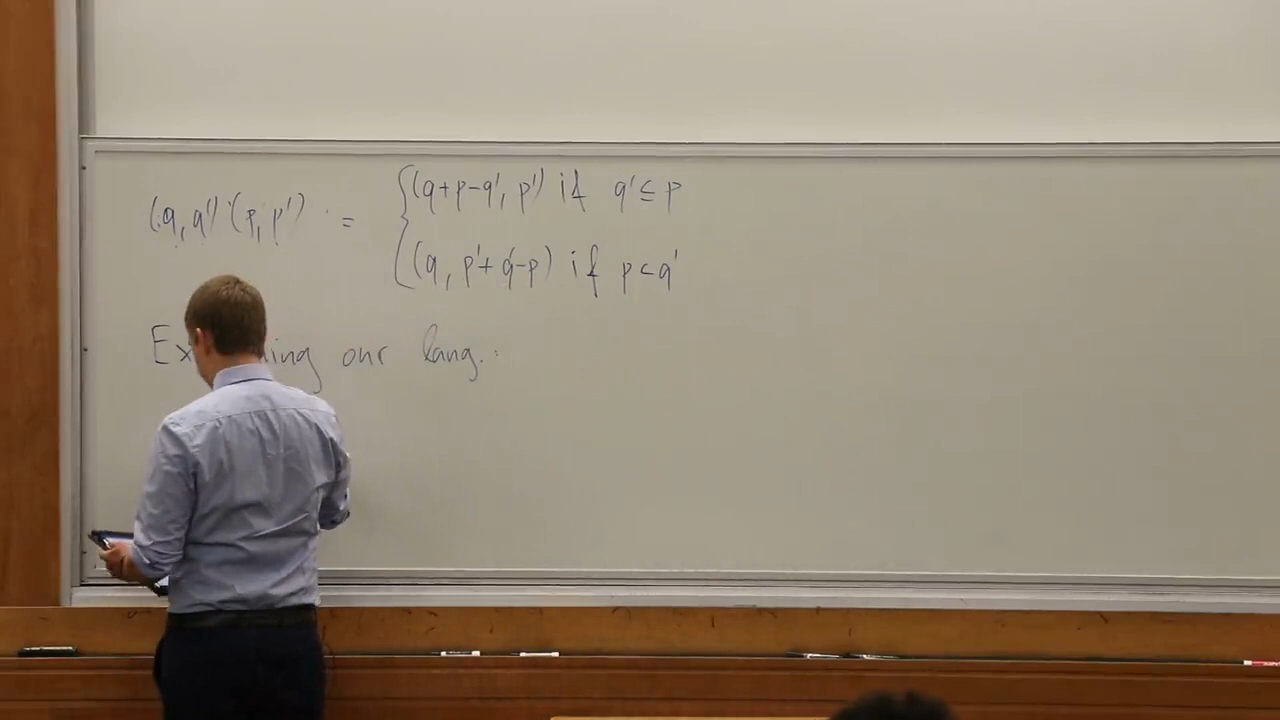 (q, q')·(p, p') = { (q+p-q', p') if q' ≤ p
(q, p'+q'-p) if p < q'
Ex ing our lang.: